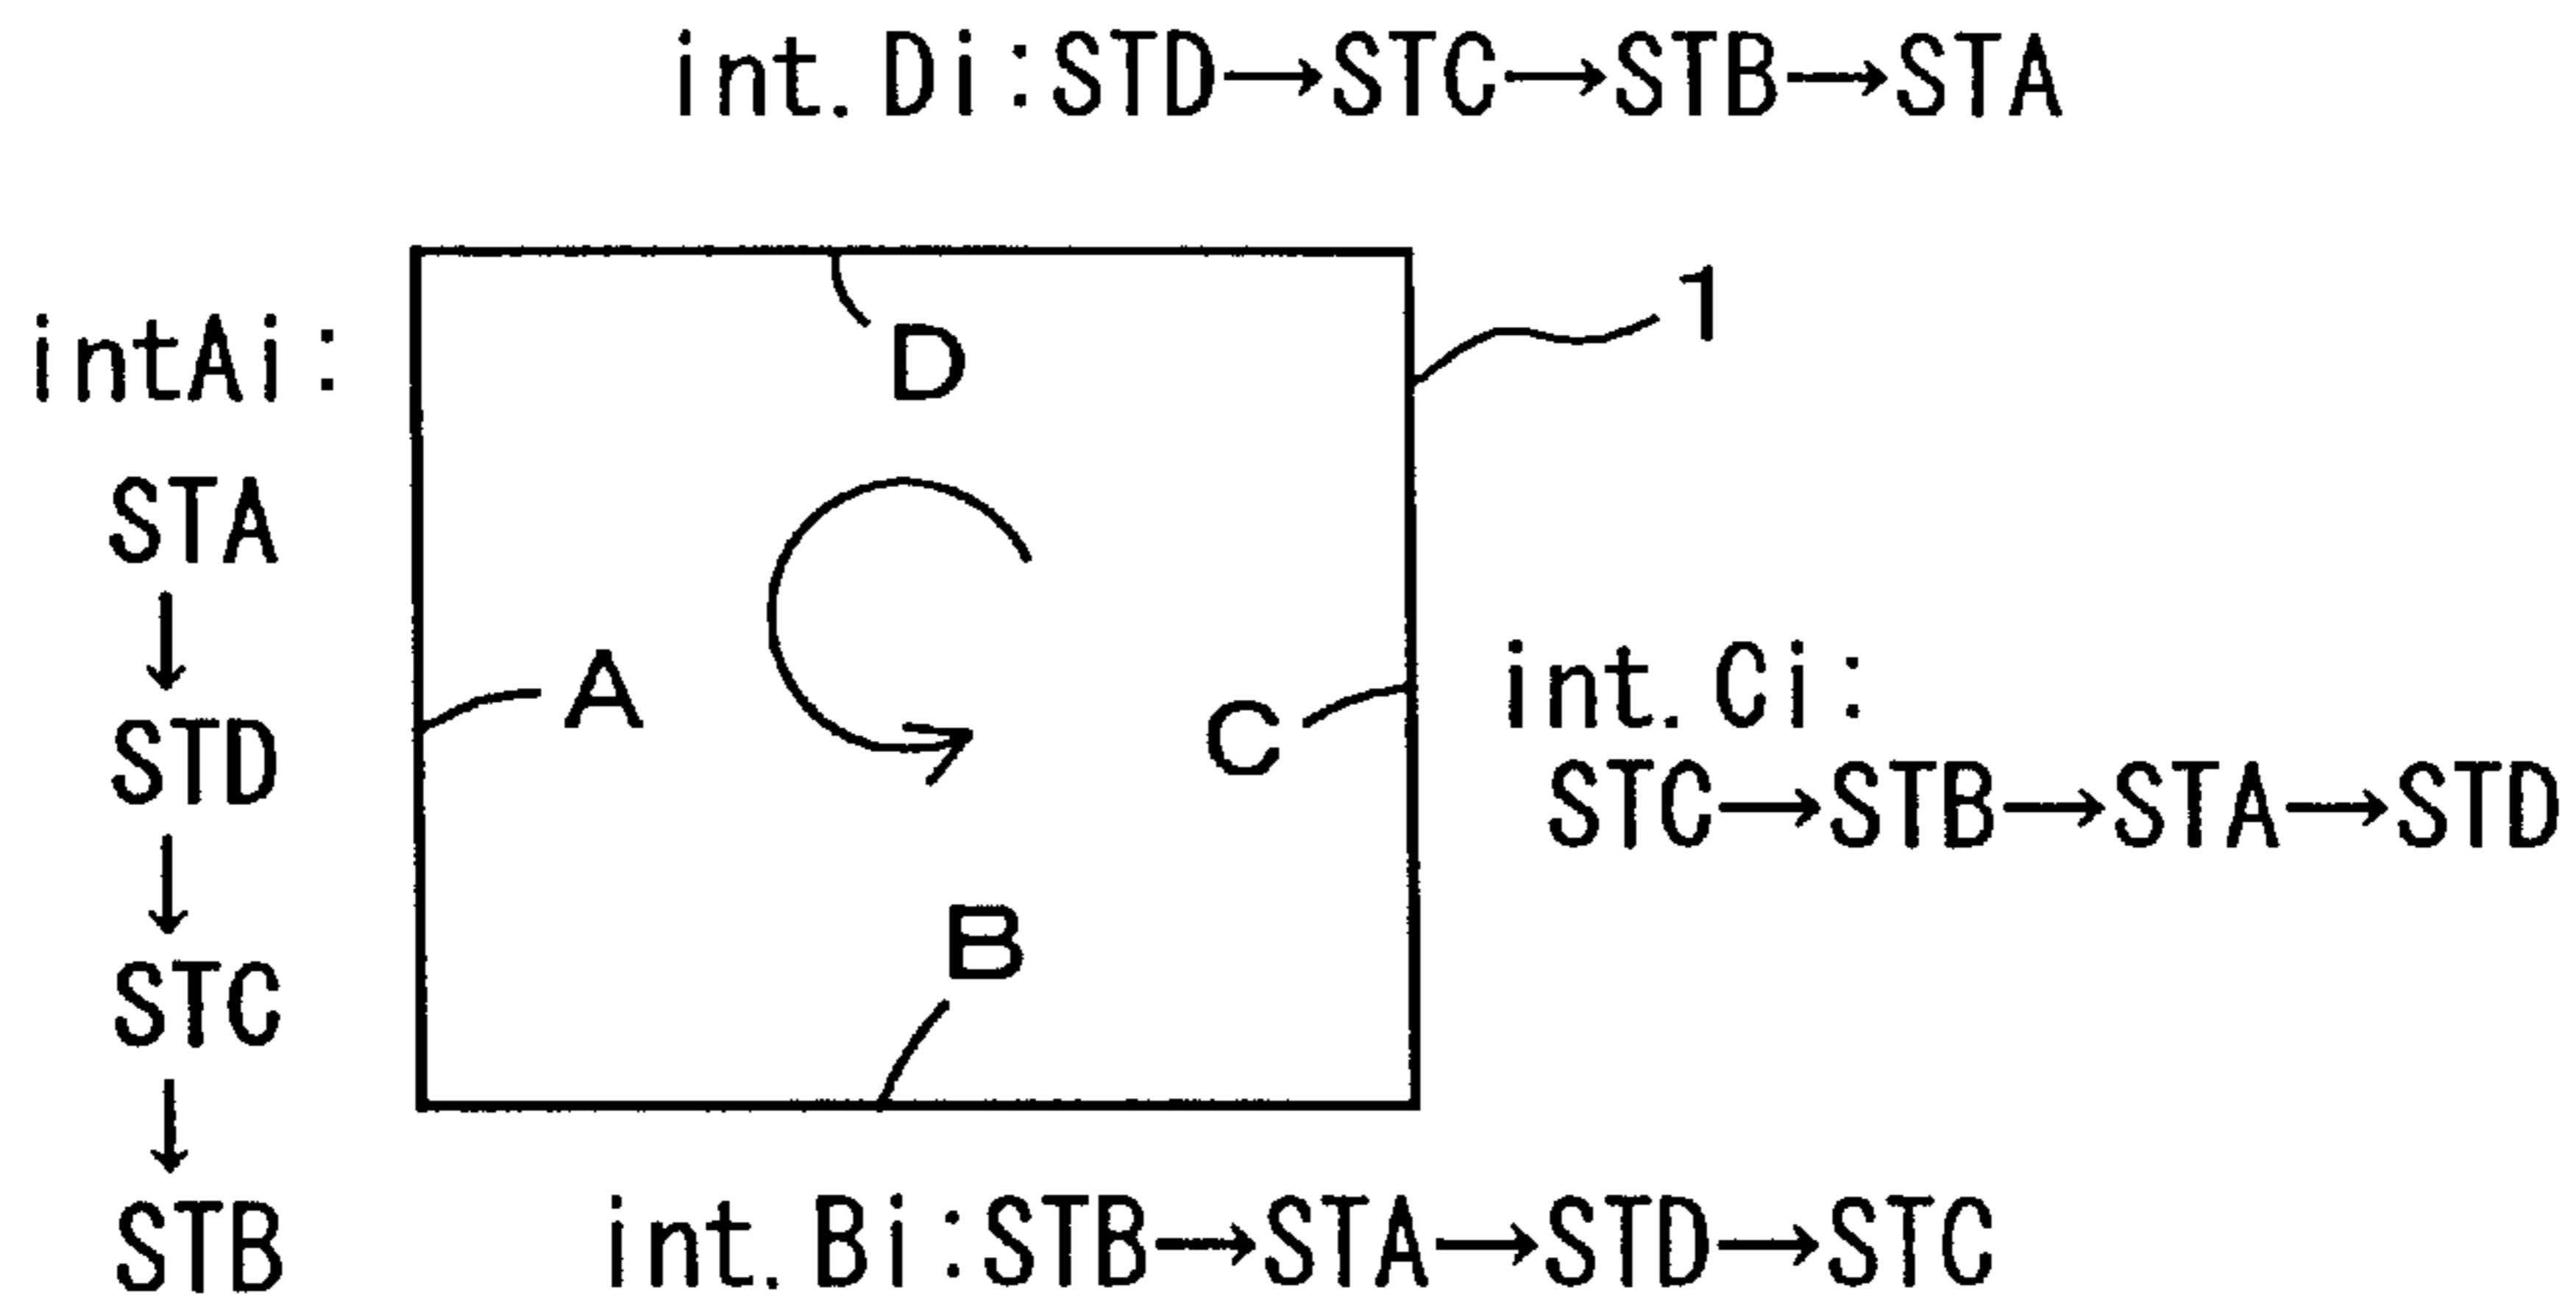 int.Di:STD→STC→STB→STA
1
D
intAi:
STA
↓
STD
↓
STC
↓
STB
A
C
int.Ci:
STC→STB→STA→STD
B
int.Bi:STB→STA→STD→STC